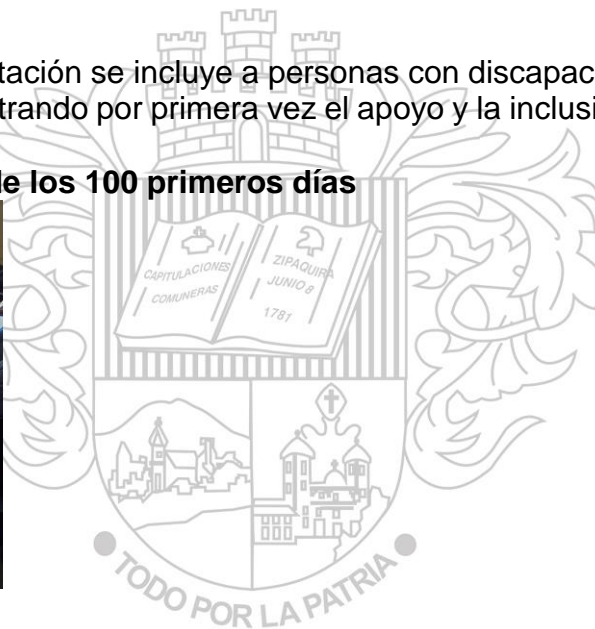 tación se incluye a personas con discapac
trando por primera vez el apoyo y la inclusi
e los 100 primeros días
CAPITULACIONES
COMUNERAS
ZIPAQUIRA
JUNIO 8
1781
TODO POR LA PATRIA